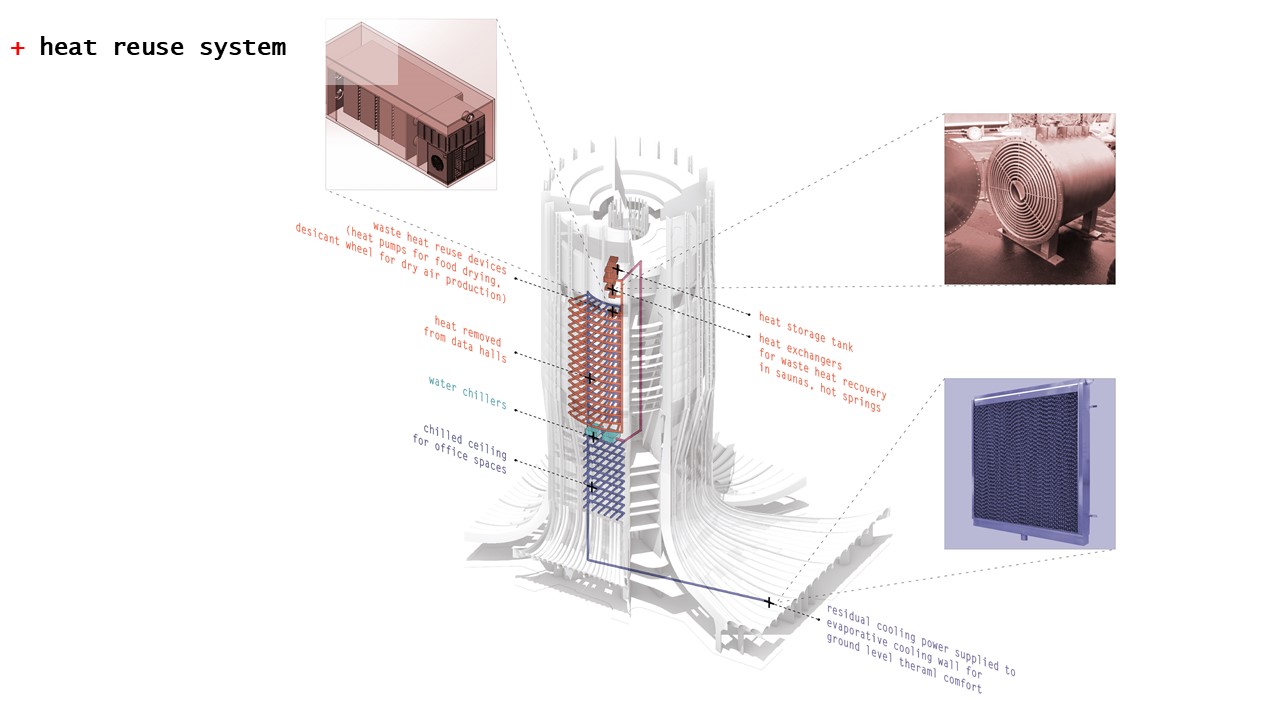 + heat reuse system
waste heat reuse devices
(heat pumps for food drying,
desicant wheel for dry air production)
heat removed
from data halls
water chillers
chilled ceiling
for office spaces
heat storage tank
heat exchangers
for waste heat recovery
in saunas, hot springs
residual cooling power supplied to
evaporative cooling wall for
ground level theraml comfort